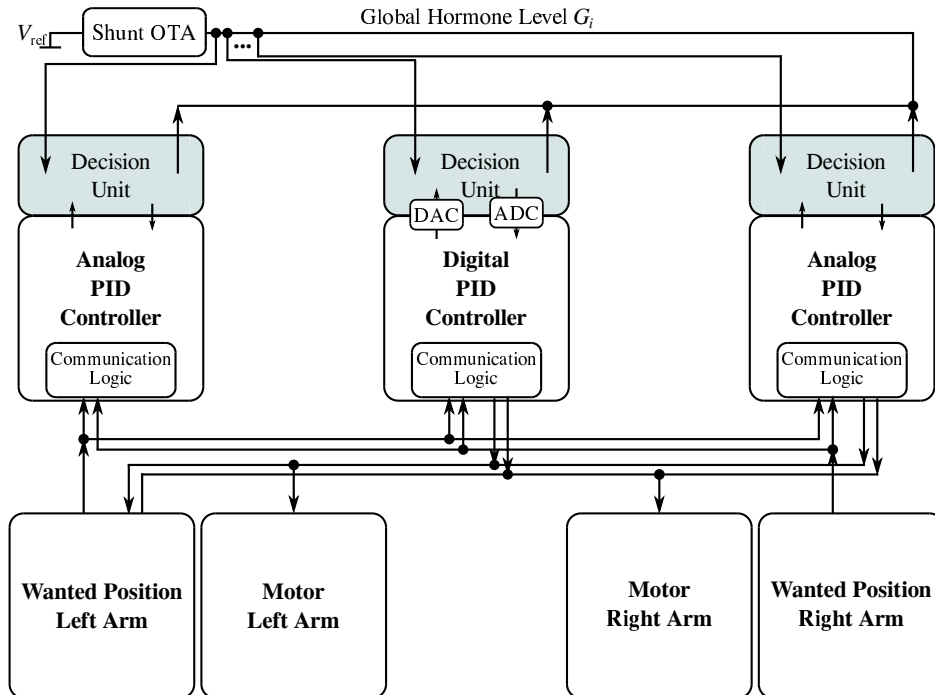 Global Hormone Level Gi
Vref
Shunt OTA
...
Decision
Unit
Decision
Unit
Decision
Unit
DAC
ADC
Analog
PID
Controller
Digital
PID
Controller
Analog
PID
Controller
Communication
Logic
Communication
Logic
Communication
Logic
Wanted Position
Left Arm
Motor
Left Arm
Motor
Right Arm
Wanted Position
Right Arm